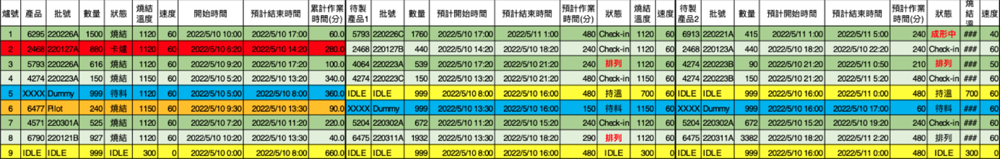 爐號 產品 批號 數量 狀態 燒結溫度 速度 開始時間 預計結束時間 累計作業時間(分) 待製產品1 批號 數量 預計開始時間 預計結束時間 預計作業時間(分) 狀態 燒結溫度 速度 待製產品2 批號 數量 預計開始時間 預計結束時間 預計作業時間(分) 狀態 燒結溫 速度
1 6295 220226A 1500 燒結 1120 60 2022/5/10 10:00 2022/5/10 17:00 60.0 5793 220226C 1760 2022/5/10 17:00 2022/5/11 1:00 480 Check-in 1120 60 6913 220221A 415 2022/5/11 1:00 2022/5/11 5:00 240 成形中 ### 40
2 2468 220127A 880 卡爐 1120 60 2022/5/10 6:20 2022/5/10 14:20 280.0 2468 220127B 440 2022/5/10 14:20 2022/5/10 18:20 240 Check-in 1120 60 2468 220123A 440 2022/5/10 18:20 2022/5/10 22:20 240 Check-in ### 60
3 5793 220226A 616 燒結 1120 60 2022/5/10 9:20 2022/5/10 17:20 100.0 4064 220223A 539 2022/5/10 17:20 2022/5/10 21:20 240 排列 1120 60 4274 220223B 90 2022/5/10 21:20 2022/5/11 0:50 210 排列 ### 50
4 4274 220223A 150 燒結 1150 60 2022/5/10 5:20 2022/5/10 13:20 340.0 4274 220223C 150 2022/5/10 13:20 2022/5/10 21:20 480 Check-in 1150 60 4274 220223B 150 2022/5/10 21:20 2022/5/11 5:20 480 Check-in ### 60
5 XXXX Dummy 999 待料 1120 60 2022/5/10 5:00 2022/5/10 8:00 360.0 IDLE IDLE 999 2022/5/10 8:00 2022/5/10 16:00 480 持溫 700 60 IDLE IDLE 999 2022/5/10 16:00 2022/5/11 0:00 480 持溫 700 60
6 6477 Pilot 240 燒結 1150 60 2022/5/10 9:30 2022/5/10 13:30 90.0 XXXX Dummy 999 2022/5/10 13:30 2022/5/10 16:00 150 待料 1150 60 XXXX Dummy 999 2022/5/10 16:00 2022/5/10 17:00 60 待料 ### 60
7 4571 220301A 525 燒結 1120 60 2022/5/10 7:20 2022/5/10 11:20 220.0 5204 220302A 672 2022/5/10 11:20 2022/5/10 15:20 240 Check-in 1120 60 5204 220302A 672 2022/5/10 15:20 2022/5/10 19:20 240 Check-in ### 60
8 6790 220121B 927 燒結 1120 60 2022/5/10 10:20 2022/5/10 13:30 40.0 6475 220311A 1932 2022/5/10 13:30 2022/5/10 18:20 290 排列 1120 60 6475 220311A 3382 2022/5/10 18:20 2022/5/11 2:20 480 排列 ### 60
9 IDLE IDLE 999 IDLE 300 0 2022/5/10 0:00 2022/5/10 8:00 660.0 IDLE IDLE 999 2022/5/10 8:00 2022/5/10 16:00 480 IDLE 300 0 IDLE IDLE 999 2022/5/10 16:00 2022/5/11 0:00 480 IDLE 300 0